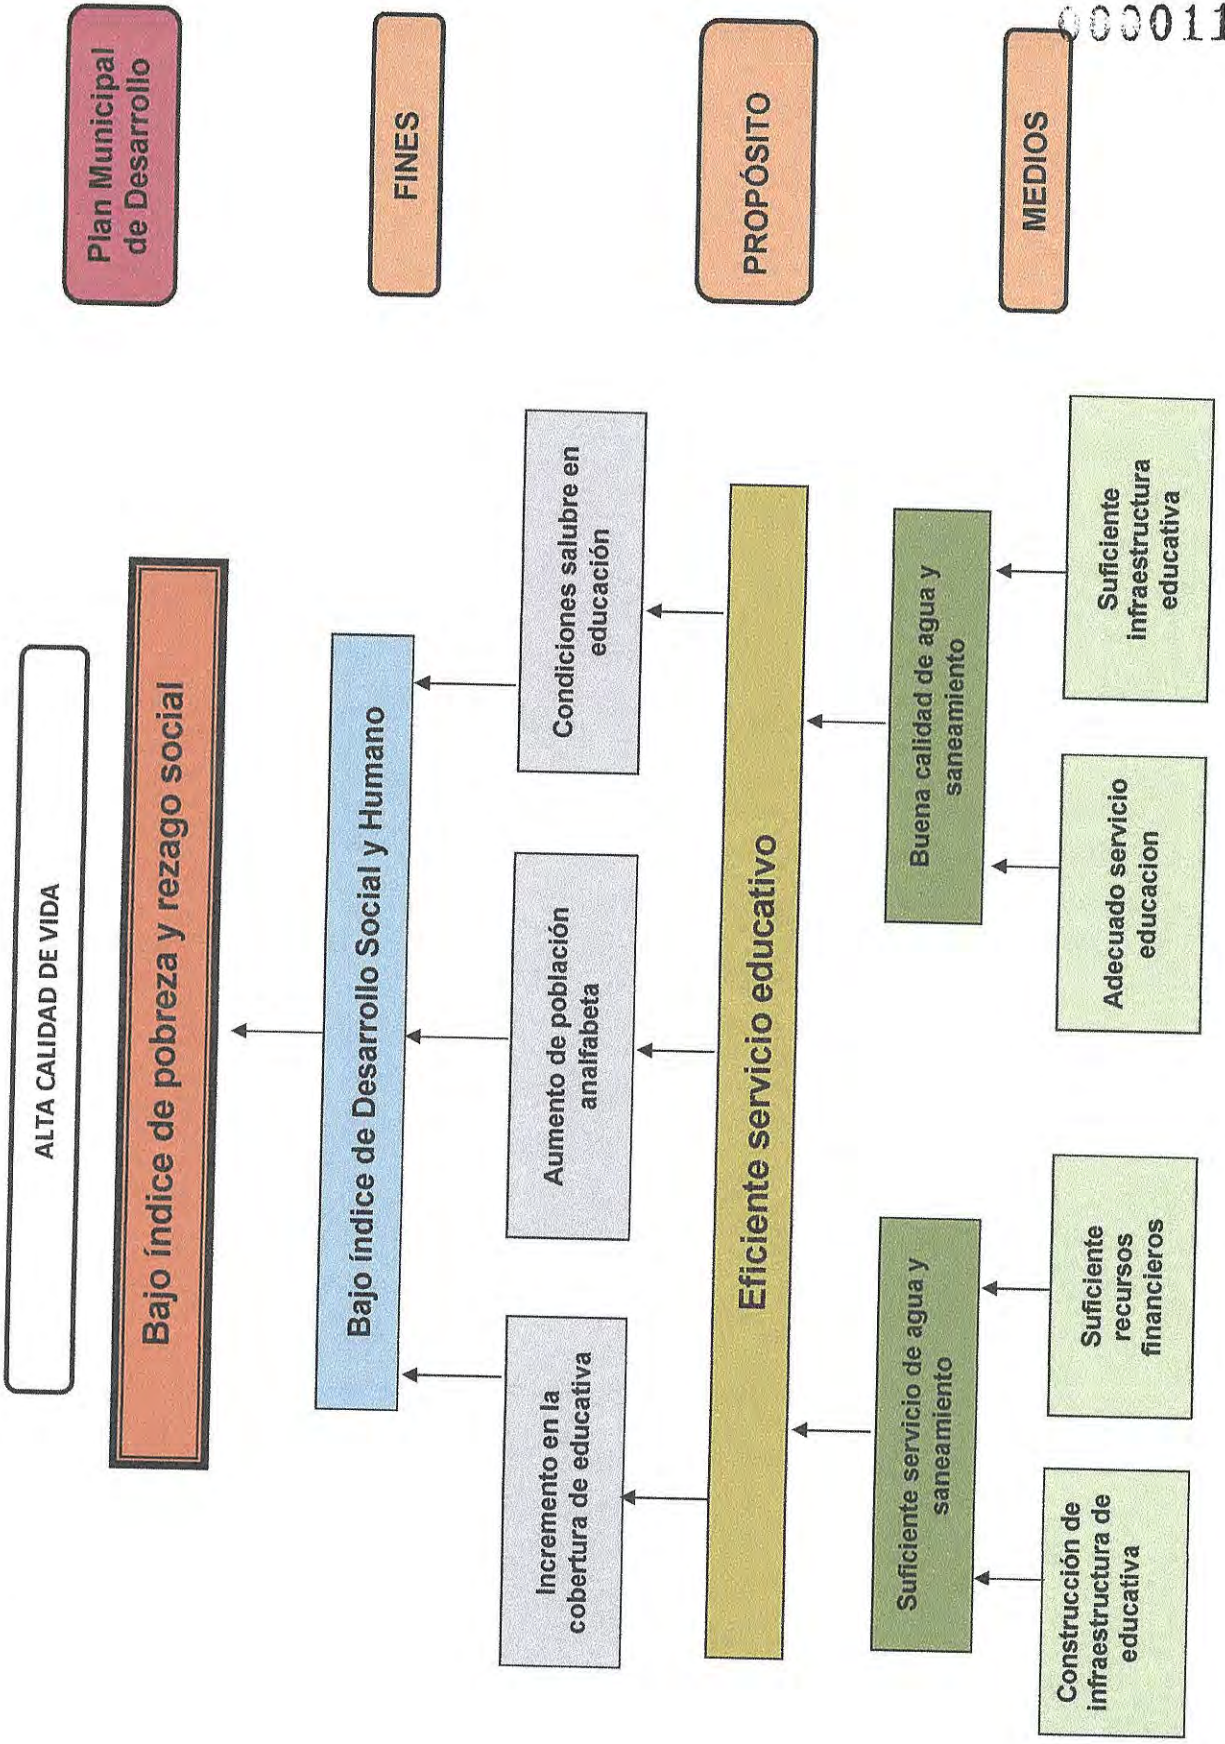 000011
ALTA CALIDAD DE VIDA
Plan Municipal
de Desarrollo
Bajo índice de pobreza y rezago social
Bajo índice de Desarrollo Social y Humano
FINES
Incremento en la
cobertura de educativa
Aumento de población
analfabeta
Condiciones salubre en
educación
Eficiente servicio educativo
PROPÓSITO
Suficiente servicio de agua y
saneamiento
Buena calidad de agua y
saneamiento
MEDIOS
Construcción de
infraestructura de
educativa
Suficiente
recursos
financieros
Adecuado servicio
educacion
Suficiente
infraestructura
educativa